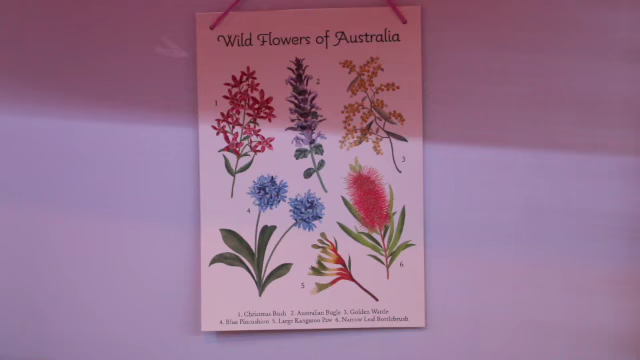 Wild Flowers of Australia
1
2
3
4
5
6
1. Christmas Bush 2. Australian Bugle 3. Golden Wattle
4. Blue Pincushion 5. Large Kangaroo Paw 6. Narrow Leaf Bottlebrush